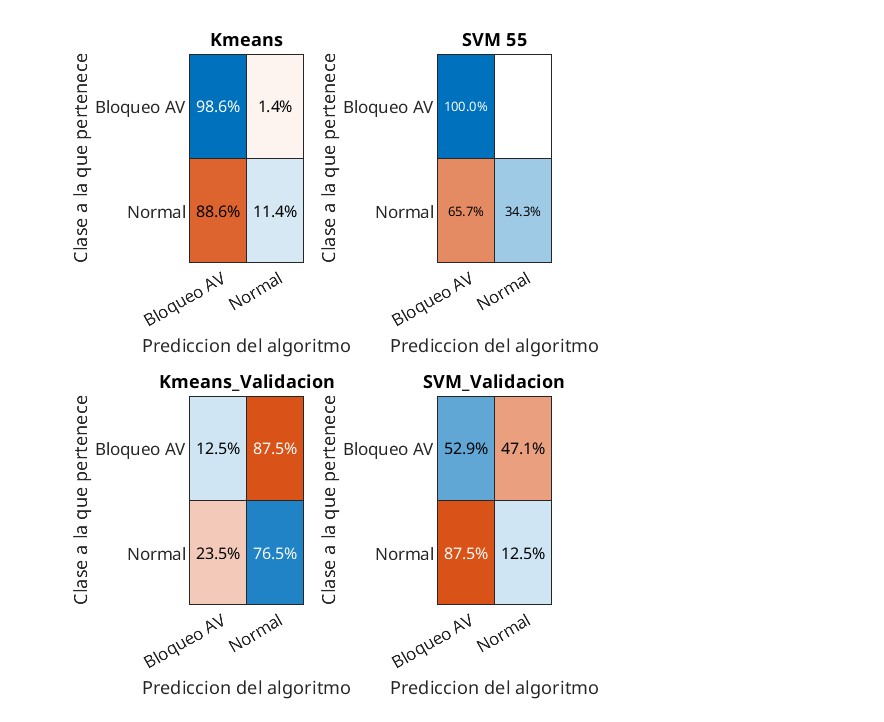 Kmeans
Clase a la que pertenece
Bloqueo AV 98.6% 1.4%
Normal 88.6% 11.4%
Bloqueo AV Normal
Prediccion del algoritmo
SVM 55
Clase a la que pertenece
Bloqueo AV 100.0%
Normal 65.7% 34.3%
Bloqueo AV Normal
Prediccion del algoritmo
Kmeans_Validacion
Clase a la que pertenece
Bloqueo AV 12.5% 87.5%
Normal 23.5% 76.5%
Bloqueo AV Normal
Prediccion del algoritmo
SVM_Validacion
Clase a la que pertenece
Bloqueo AV 52.9% 47.1%
Normal 87.5% 12.5%
Bloqueo AV Normal
Prediccion del algoritmo